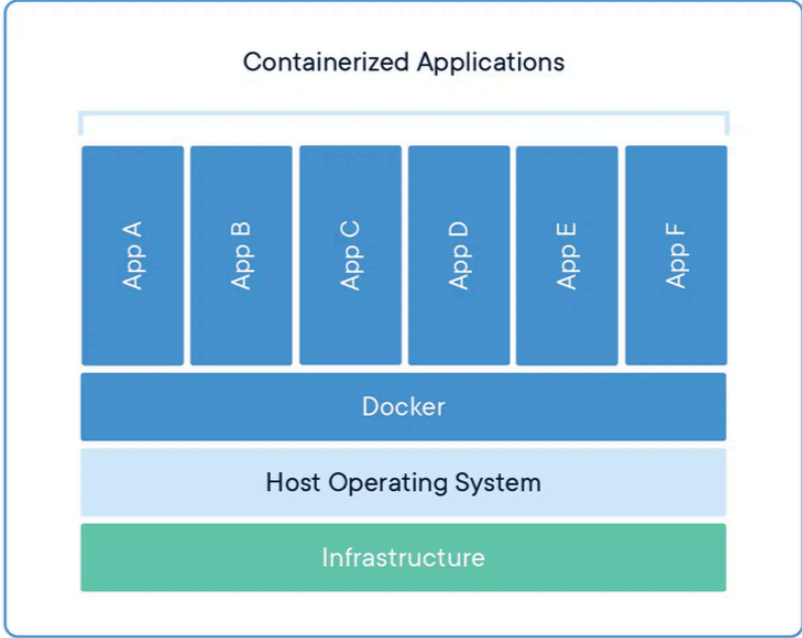 Containerized Applications
App A
App B
App C
App D
App E
App F
Docker
Host Operating System
Infrastructure